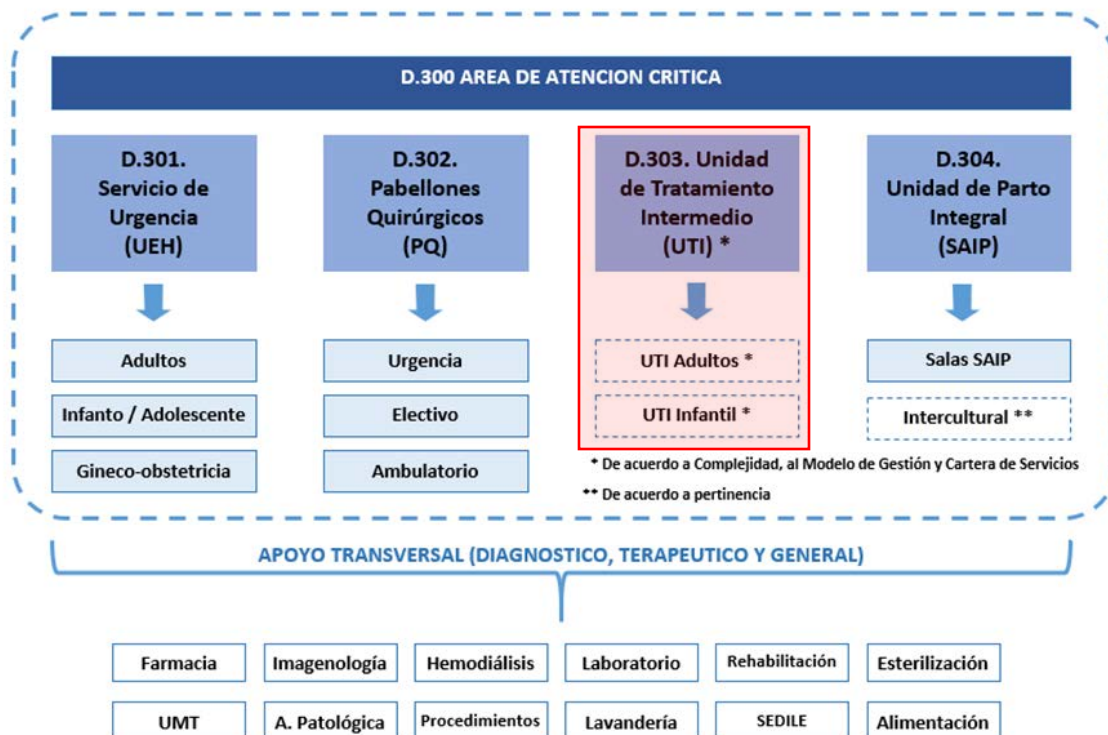 D.300 AREA DE ATENCION CRITICA
D.301.
Servicio de
Urgencia
(UEH)
D.302.
Pabellones
Quirúrgicos
(PQ)
D.303. Unidad
de Tratamiento
Intermedio
(UTI) *
D.304.
Unidad de Parto
Integral
(SAIP)
Adultos
Urgencia
UTI Adultos *
Salas SAIP
Infanto / Adolescente
Electivo
UTI Infantil *
Intercultural **
Gineco-obstetricia
Ambulatorio
* De acuerdo a Complejidad, al Modelo de Gestión y Cartera de Servicios
** De acuerdo a pertinencia
APOYO TRANSVERSAL (DIAGNOSTICO, TERAPEUTICO Y GENERAL)
Farmacia
Imagenología
Hemodiálisis
Laboratorio
Rehabilitación
Esterilización
UMT
A. Patológica
Procedimientos
Lavandería
SEDILE
Alimentación